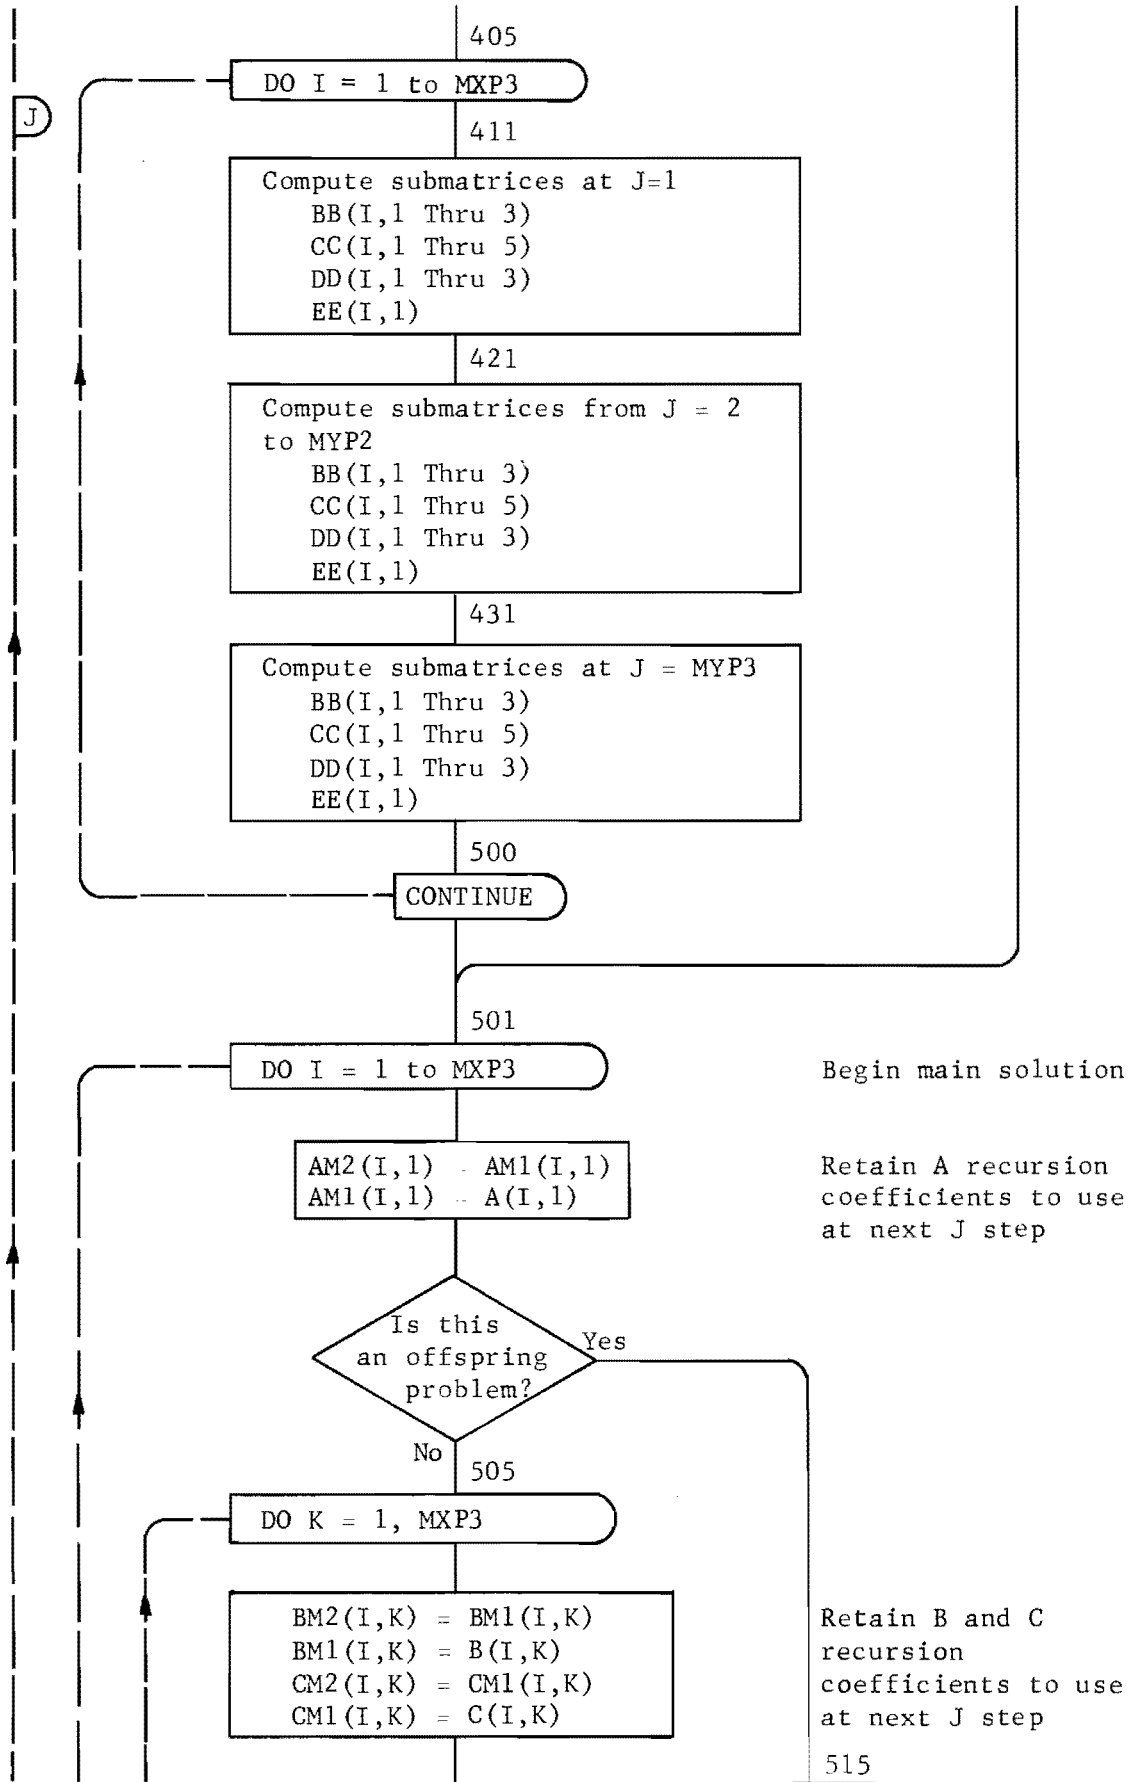 405
DO I = 1 to MXP3
J
411
Compute submatrices at J=1
BB(I,1 Thru 3)
CC(I,1 Thru 5)
DD(I,1 Thru 3)
EE(I,1)
421
Compute submatrices from J = 2
to MYP2
BB(I,1 Thru 3)
CC(I,1 Thru 5)
DD(I,1 Thru 3)
EE(I,1)
431
Compute submatrices at J = MYP3
BB(I,1 Thru 3)
CC(I,1 Thru 5)
DD(I,1 Thru 3)
EE(I,1)
500
CONTINUE
501
DO I = 1 to MXP3
Begin main solution
AM2(I,1) = AM1(I,1)
AM1(I,1) = A(I,1)
Retain A recursion
coefficients to use
at next J step
Is this
an offspring
problem?
Yes
No
505
DO K = 1, MXP3
BM2(I,K) = BM1(I,K)
BM1(I,K) = B(I,K)
CM2(I,K) = CM1(I,K)
CM1(I,K) = C(I,K)
Retain B and C
recursion
coefficients to use
at next J step
515